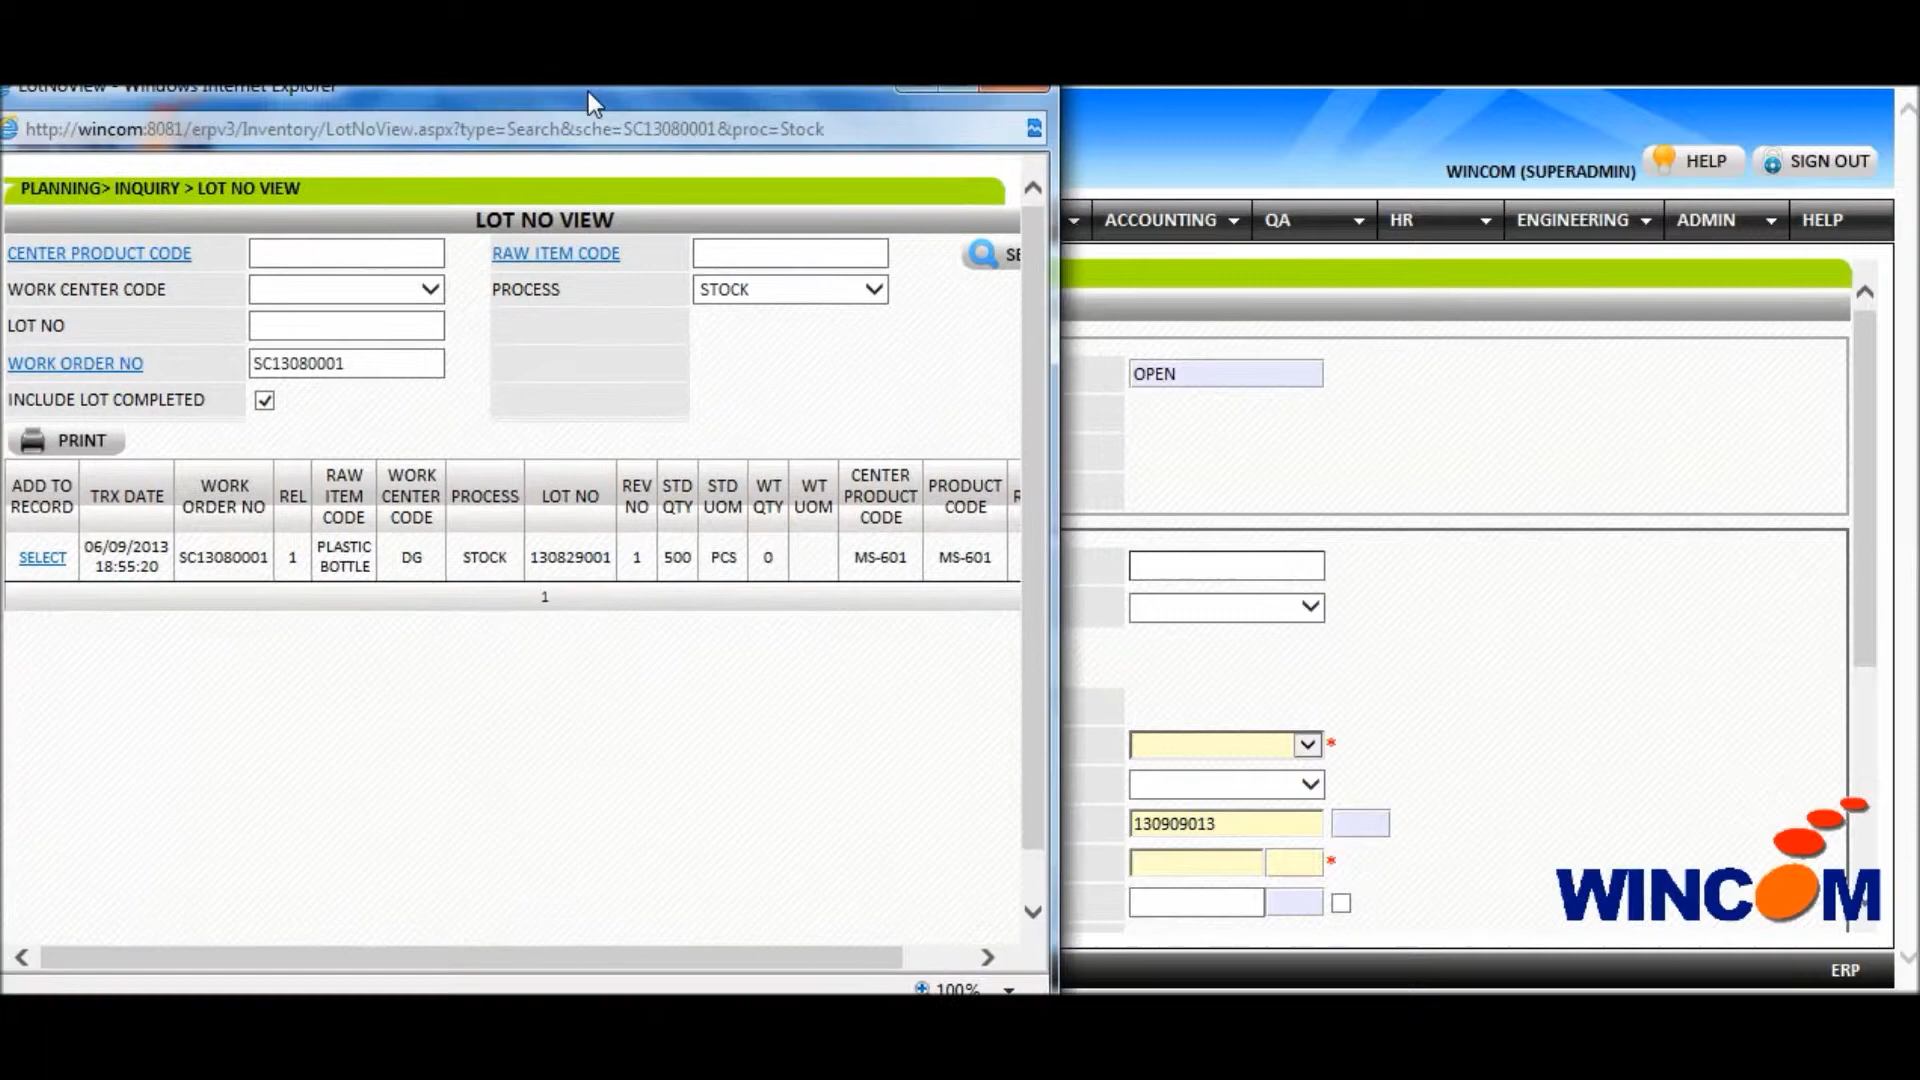 LotNoView - Windows Internet Explorer
http://wincom:8081/erpv3/Inventory/LotNoView.aspx?type=Search&sche=SC13080001&proc=Stock
PLANNING> INQUIRY > LOT NO VIEW
LOT NO VIEW
CENTER PRODUCT CODE
RAW ITEM CODE
SE
WORK CENTER CODE
PROCESS
STOCK
LOT NO
WORK ORDER NO
SC13080001
INCLUDE LOT COMPLETED
PRINT
ADD TO RECORD
TRX DATE
WORK ORDER NO
REL
RAW ITEM CODE
WORK CENTER CODE
PROCESS
LOT NO
REV NO
STD QTY
STD UOM
WT QTY
WT UOM
CENTER PRODUCT CODE
PRODUCT CODE
SELECT
06/09/2013 18:55:20
SC13080001
1
PLASTIC BOTTLE
DG
STOCK
130829001
1
500
PCS
0
MS-601
MS-601
1
100%
WINCOM (SUPERADMIN)
HELP
SIGN OUT
ACCOUNTING
QA
HR
ENGINEERING
ADMIN
HELP
OPEN
*
130909013
*
WINCOM
ERP